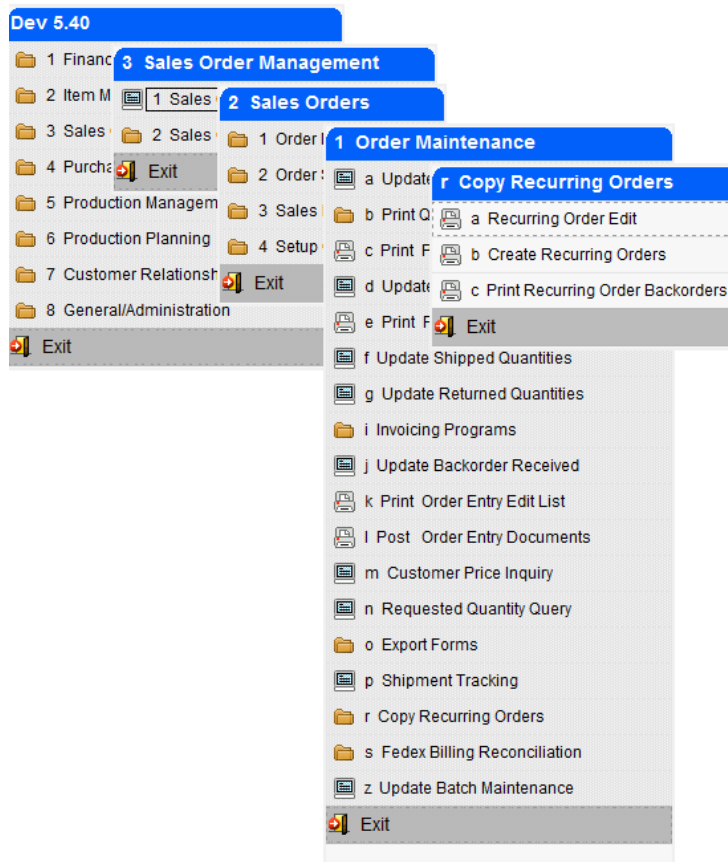 Dev 5.40
1 Financ
2 Item M
3 Sales
4 Purcha
5 Production Managem
6 Production Planning
7 Customer Relationsh
8 General/Administration
Exit
3 Sales Order Management
1 Sales
2 Sales
Exit
2 Sales Orders
1 Order
2 Order
3 Sales
4 Setup
Exit
1 Order Maintenance
a Update
b Print Q
c Print F
d Update
e Print F
f Update Shipped Quantities
g Update Returned Quantities
i Invoicing Programs
j Update Backorder Received
k Print Order Entry Edit List
l Post Order Entry Documents
m Customer Price Inquiry
n Requested Quantity Query
o Export Forms
p Shipment Tracking
r Copy Recurring Orders
s Fedex Billing Reconciliation
z Update Batch Maintenance
Exit
r Copy Recurring Orders
a Recurring Order Edit
b Create Recurring Orders
c Print Recurring Order Backorders
Exit